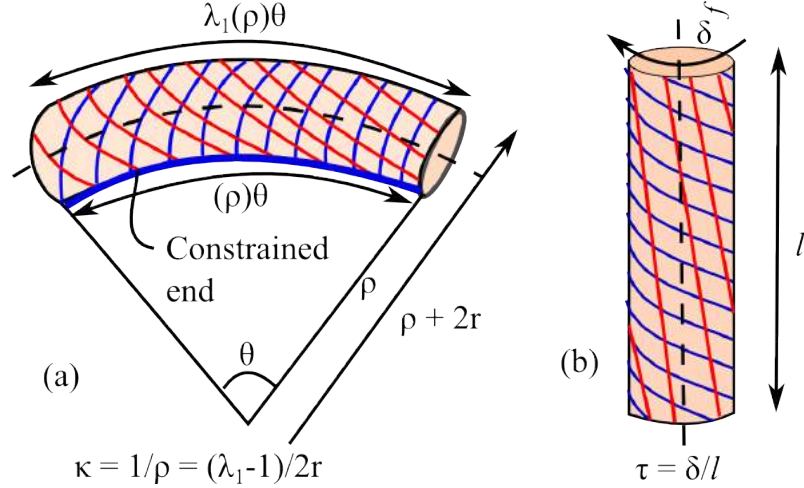 λ₁(ρ)θ
(ρ)θ
Constrained
end
ρ
ρ + 2r
θ
(a)
κ = 1/ρ = (λ₁-1)/2r
δᶠ
l
(b)
τ = δ/l